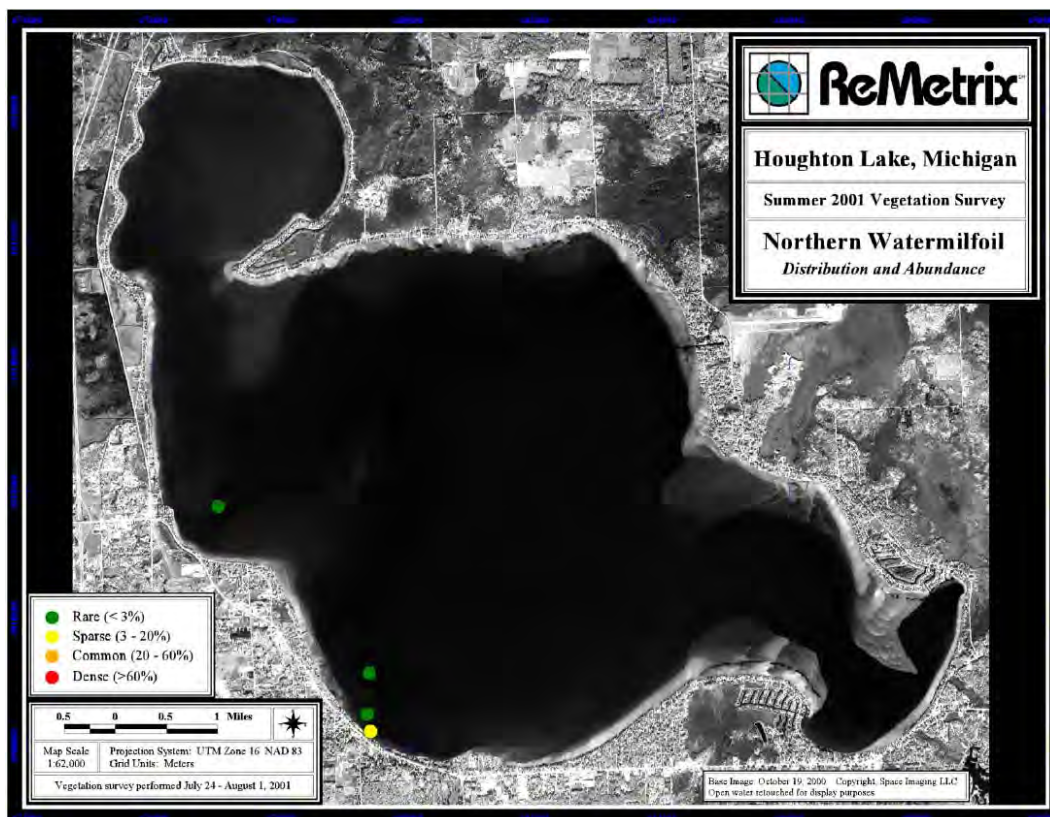 ReMetrix
Houghton Lake, Michigan
Summer 2001 Vegetation Survey
Northern Watermilfoil
Distribution and Abundance
Rare (< 3%)
Sparse (3 - 20%)
Common (20 - 60%)
Dense (>60%)
0.5 0 0.5 1 Miles
Map Scale
1:62,000
Projection System: UTM Zone 16 NAD 83
Grid Units: Meters
Vegetation survey performed July 24 - August 1, 2001
Base Image: October 19, 2000 Copyright, Space Imaging LLC
Open water retouched for display purposes